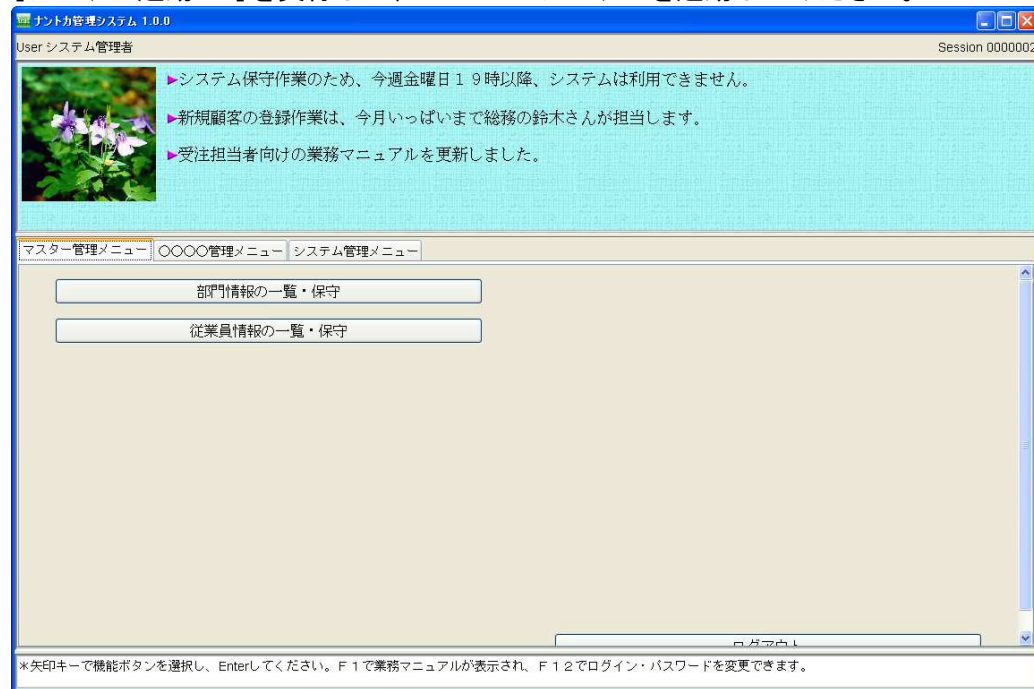 ナントカ管理システム 1.0.0
User システム管理者 Session 0000002
►システム保守作業のため、今週金曜日１９時以降、システムは利用できません。
►新規顧客の登録作業は、今月いっぱいまで総務の鈴木さんが担当します。
►受注担当者向けの業務マニュアルを更新しました。
マスター管理メニュー 〇〇〇〇管理メニュー システム管理メニュー
部門情報の一覧・保守
従業員情報の一覧・保守
ログアウト
*矢印キーで機能ボタンを選択し、Enterしてください。Ｆ１で業務マニュアルが表示され、Ｆ１２でログイン・パスワードを変更できます。